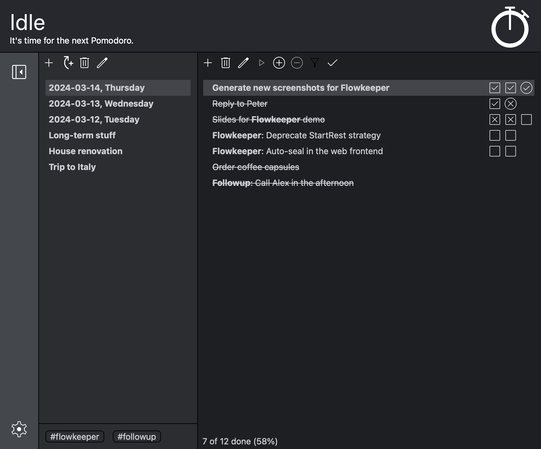 Idle
It's time for the next Pomodoro.
2024-03-14, Thursday
2024-03-13, Wednesday
2024-03-12, Tuesday
Long-term stuff
House renovation
Trip to Italy
#flowkeeper
#followup
Generate new screenshots for Flowkeeper
Reply to Peter
Slides for Flowkeeper demo
Flowkeeper: Deprecate StartRest strategy
Flowkeeper: Auto-seal in the web frontend
Order coffee capsules
Followup: Call Alex in the afternoon
7 of 12 done (58%)